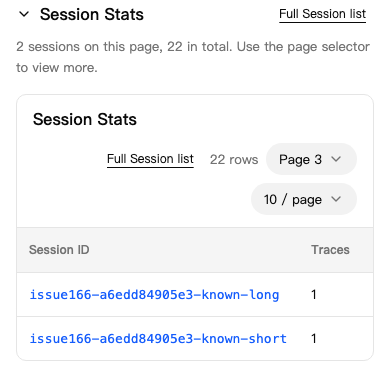 Session Stats Full Session list
2 sessions on this page, 22 in total. Use the page selector
to view more.
Session Stats
Full Session list 22 rows Page 3
10 / page
Session ID Traces
issue166-a6edd84905e3-known-long 1
issue166-a6edd84905e3-known-short 1